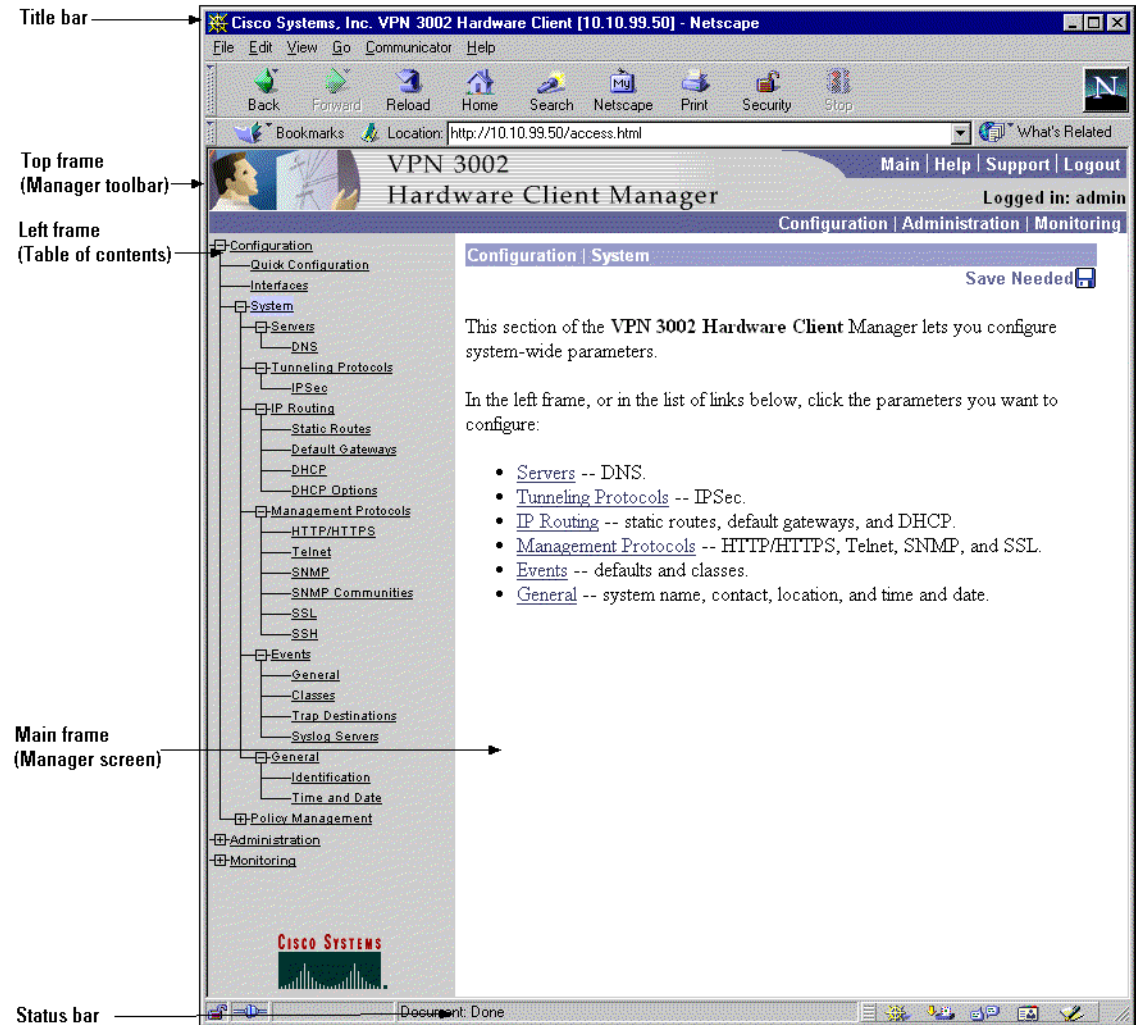 Title bar
Cisco Systems, Inc. VPN 3002 Hardware Client [10.10.99.50] - Netscape
File Edit View Go Communicator Help
Back Forward Reload Home Search Netscape Print Security Stop
My
N
Bookmarks Location: http://10.10.99.50/access.html What's Related
Top frame
(Manager toolbar)
VPN 3002
Hardware Client Manager
Main | Help | Support | Logout
Logged in: admin
Configuration | Administration | Monitoring
Left frame
(Table of contents)
Configuration
Quick Configuration
Interfaces
System
Servers
DNS
Tunneling Protocols
IPSec
IP Routing
Static Routes
Default Gateways
DHCP
DHCP Options
Management Protocols
HTTP/HTTPS
Telnet
SNMP
SNMP Communities
SSL
SSH
Events
General
Classes
Trap Destinations
Syslog Servers
General
Identification
Time and Date
Policy Management
Administration
Monitoring
CISCO SYSTEMS
Configuration | System
Save Needed
This section of the VPN 3002 Hardware Client Manager lets you configure
system-wide parameters.
In the left frame, or in the list of links below, click the parameters you want to
configure:
• Servers -- DNS.
• Tunneling Protocols -- IPSec.
• IP Routing -- static routes, default gateways, and DHCP.
• Management Protocols -- HTTP/HTTPS, Telnet, SNMP, and SSL.
• Events -- defaults and classes.
• General -- system name, contact, location, and time and date.
Main frame
(Manager screen)
Status bar
Document: Done